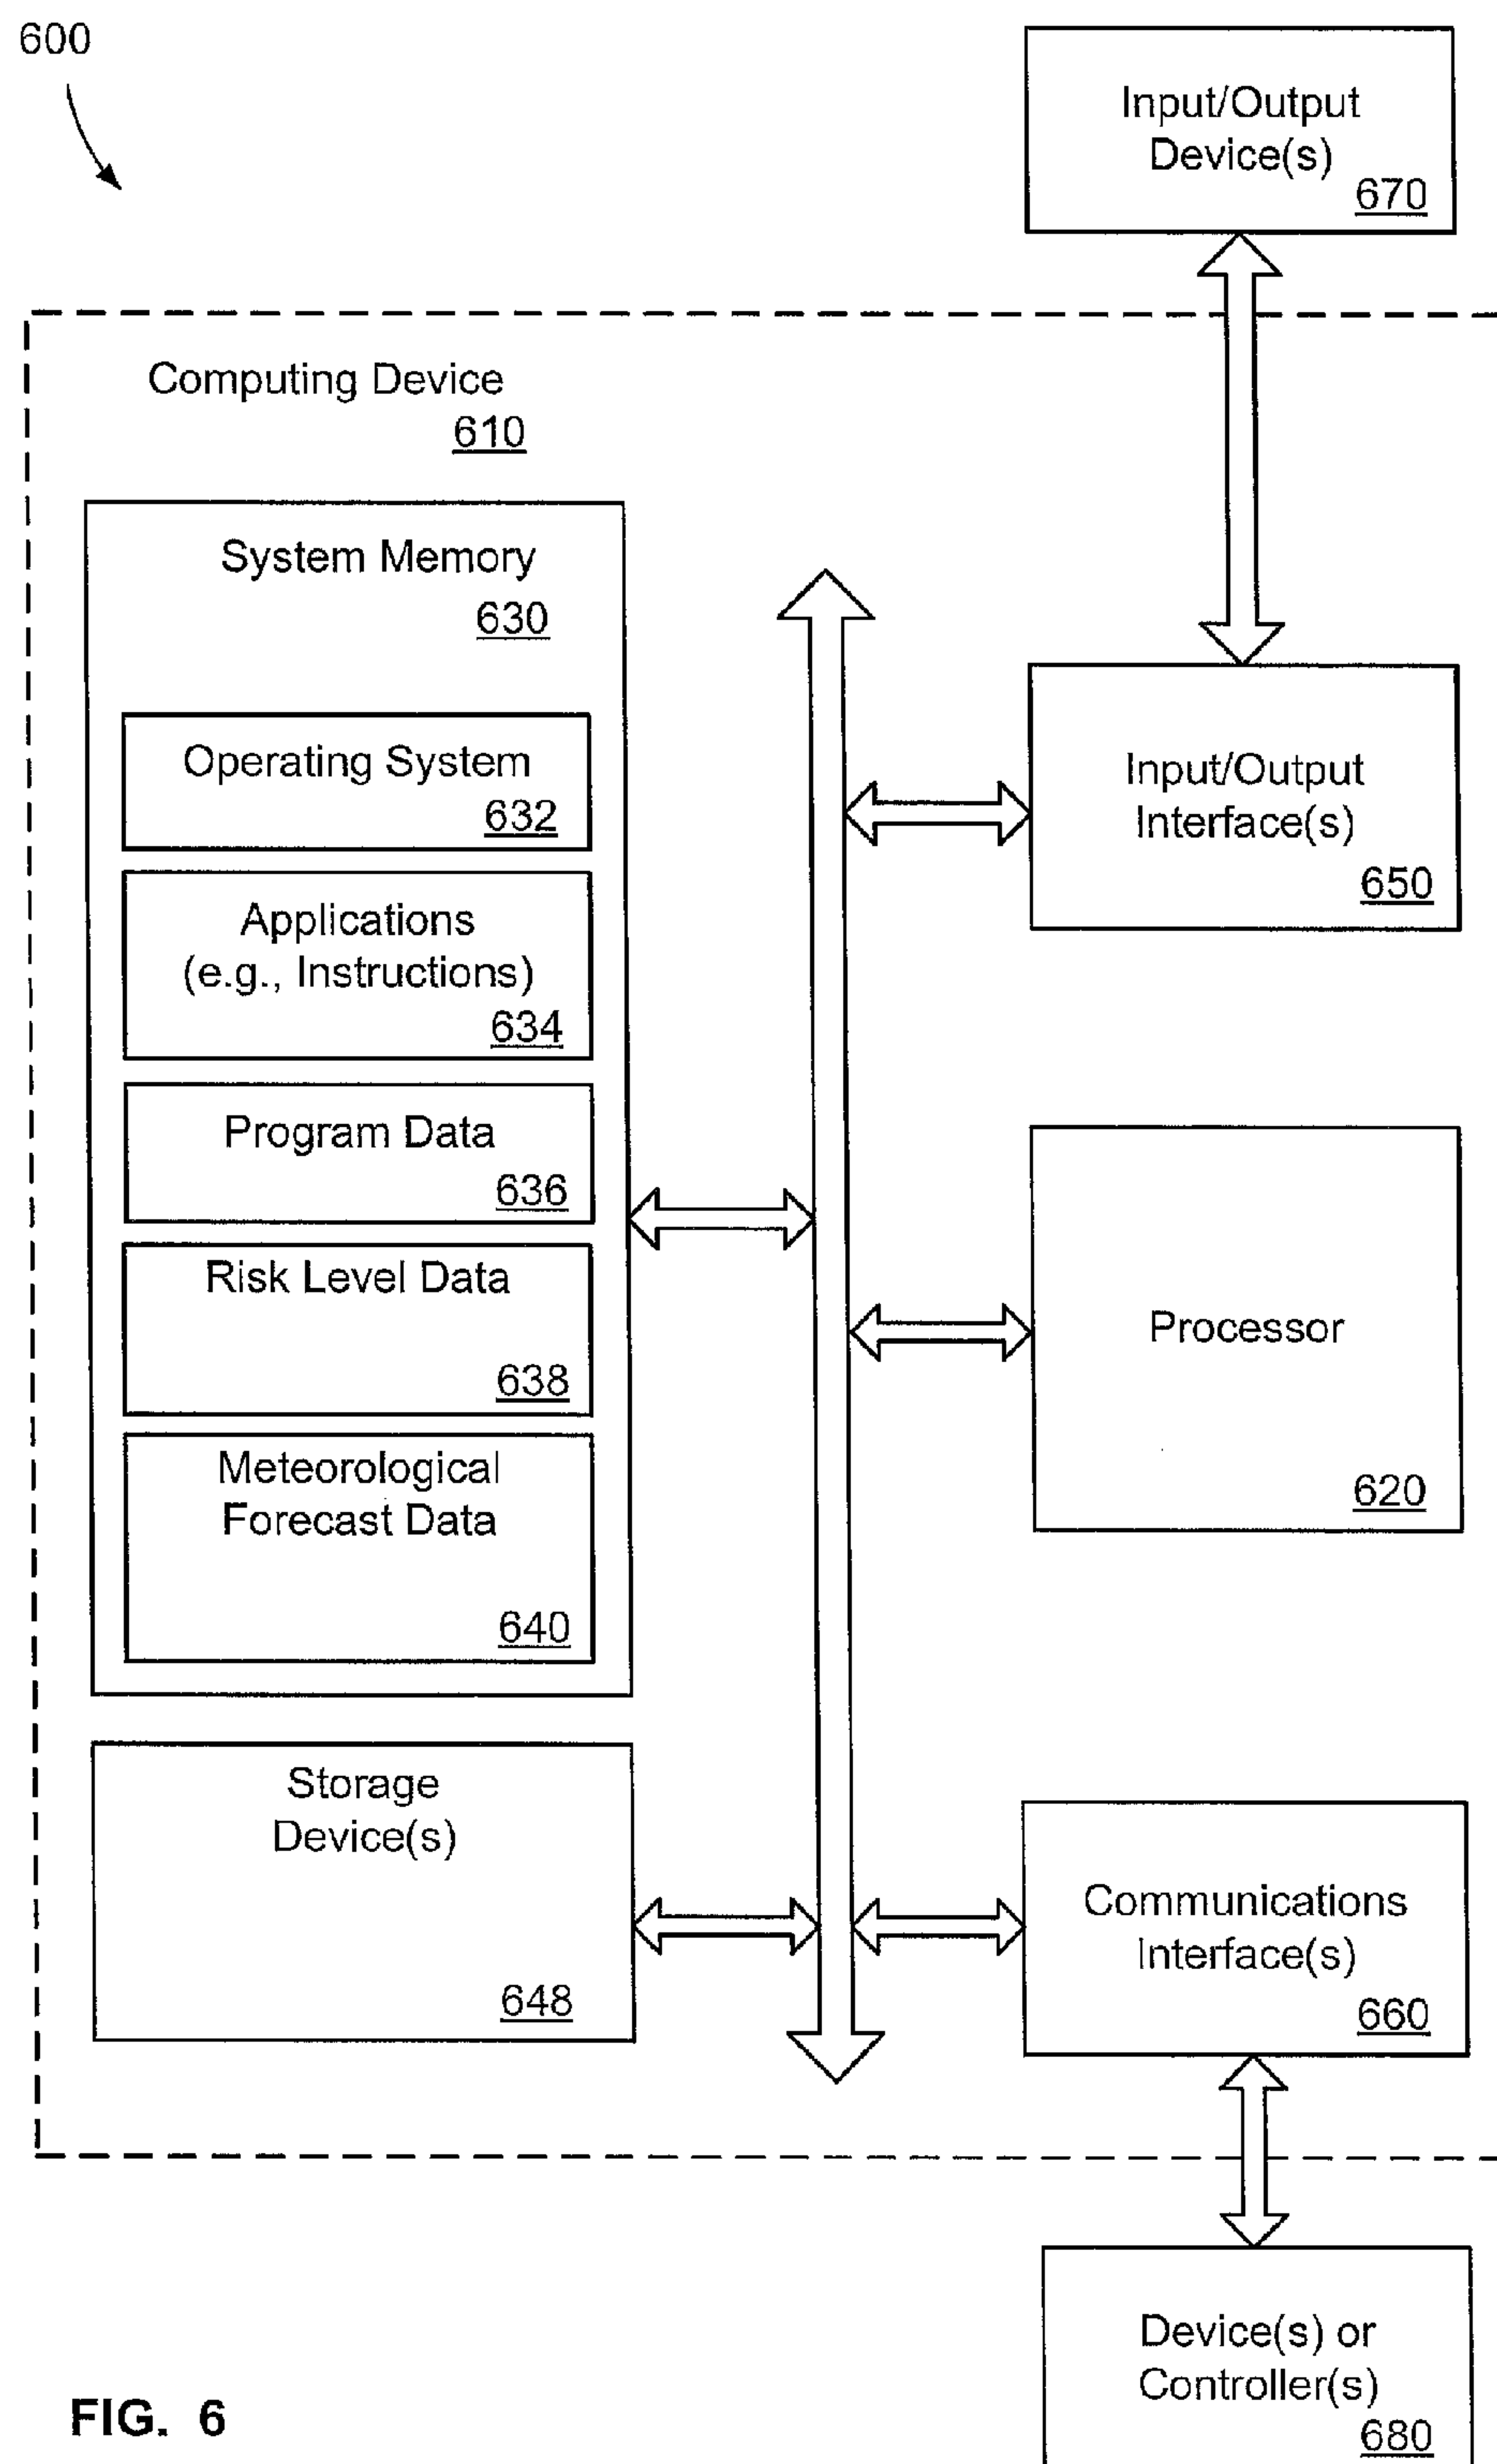 600
Input/Output
Device(s)
670
Computing Device
610
System Memory
630
Operating System
632
Applications
(e.g., Instructions)
634
Program Data
636
Risk Level Data
638
Meteorological
Forecast Data
640
Storage
Device(s)
648
Input/Output
Interface(s)
650
Processor
620
Communications
Interface(s)
660
Device(s) or
Controller(s)
680
FIG. 6